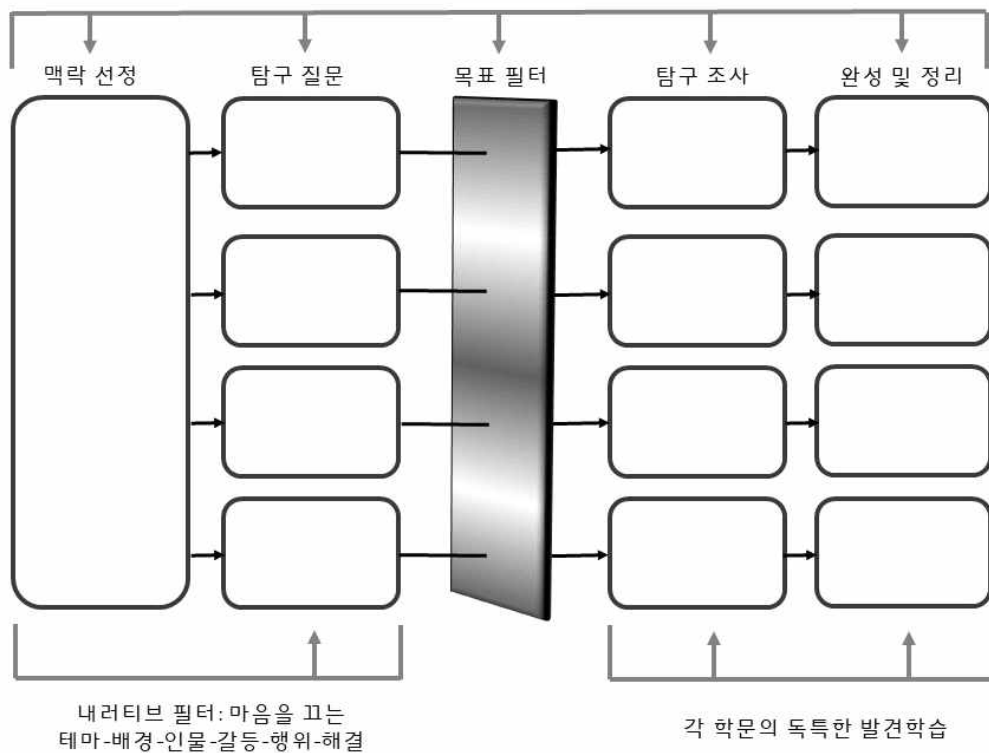 맥락 선정
탐구 질문
목표 필터
탐구 조사
완성 및 정리
내러티브 필터: 마음을 끄는
테마-배경-인물-갈등-행위-해결
각 학문의 독특한 발견학습